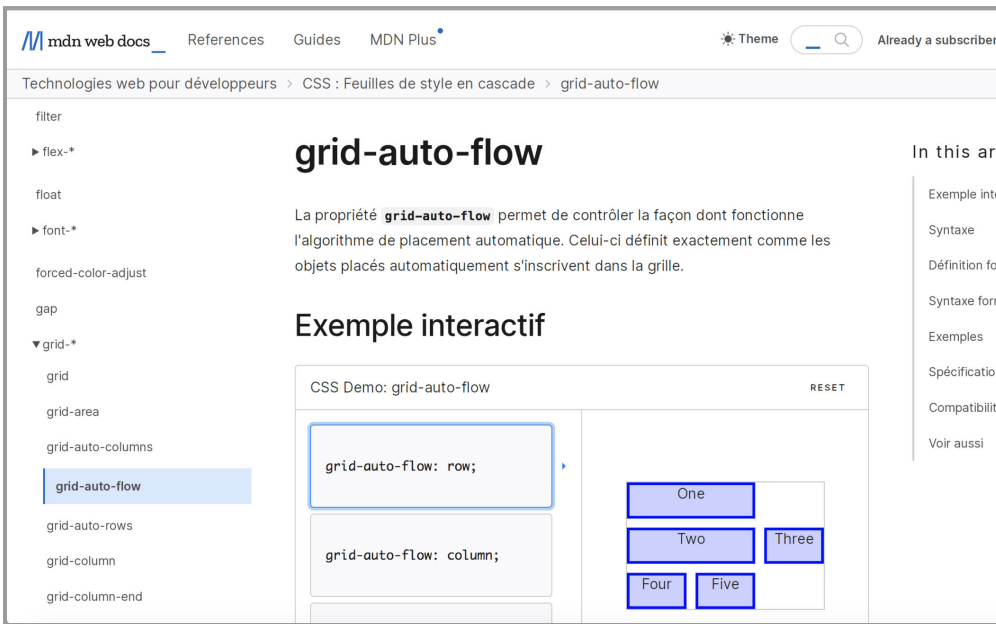 mdn web docs_ References Guides MDN Plus Theme Already a subscriber
Technologies web pour développeurs > CSS : Feuilles de style en cascade > grid-auto-flow
filter
flex-*
float
font-*
forced-color-adjust
gap
grid-*
grid
grid-area
grid-auto-columns
grid-auto-flow
grid-auto-rows
grid-column
grid-column-end
grid-auto-flow
La propriété grid-auto-flow permet de contrôler la façon dont fonctionne
l'algorithme de placement automatique. Celui-ci définit exactement comme les
objets placés automatiquement s'inscrivent dans la grille.
Exemple interactif
CSS Demo: grid-auto-flow RESET
grid-auto-flow: row;
grid-auto-flow: column;
One
Two Three
Four Five
In this ar
Exemple inte
Syntaxe
Définition fo
Syntaxe forn
Exemples
Spécificatio
Compatibilit
Voir aussi